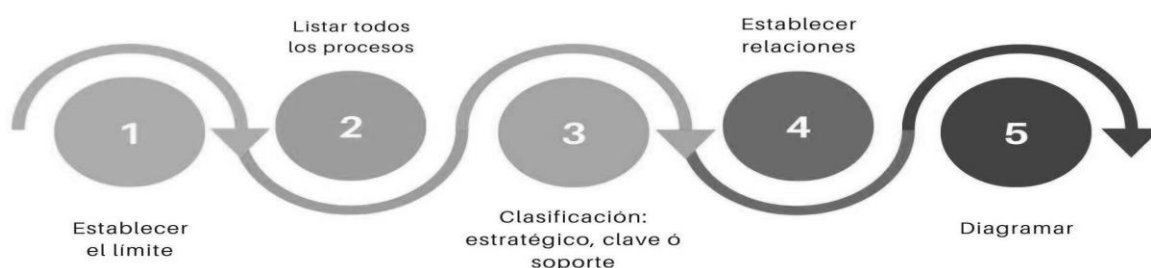 1
Establecer
el límite
Listar todos
los procesos
2
3
Clasificación:
estratégico, clave ó
soporte
Establecer
relaciones
4
5
Diagramar